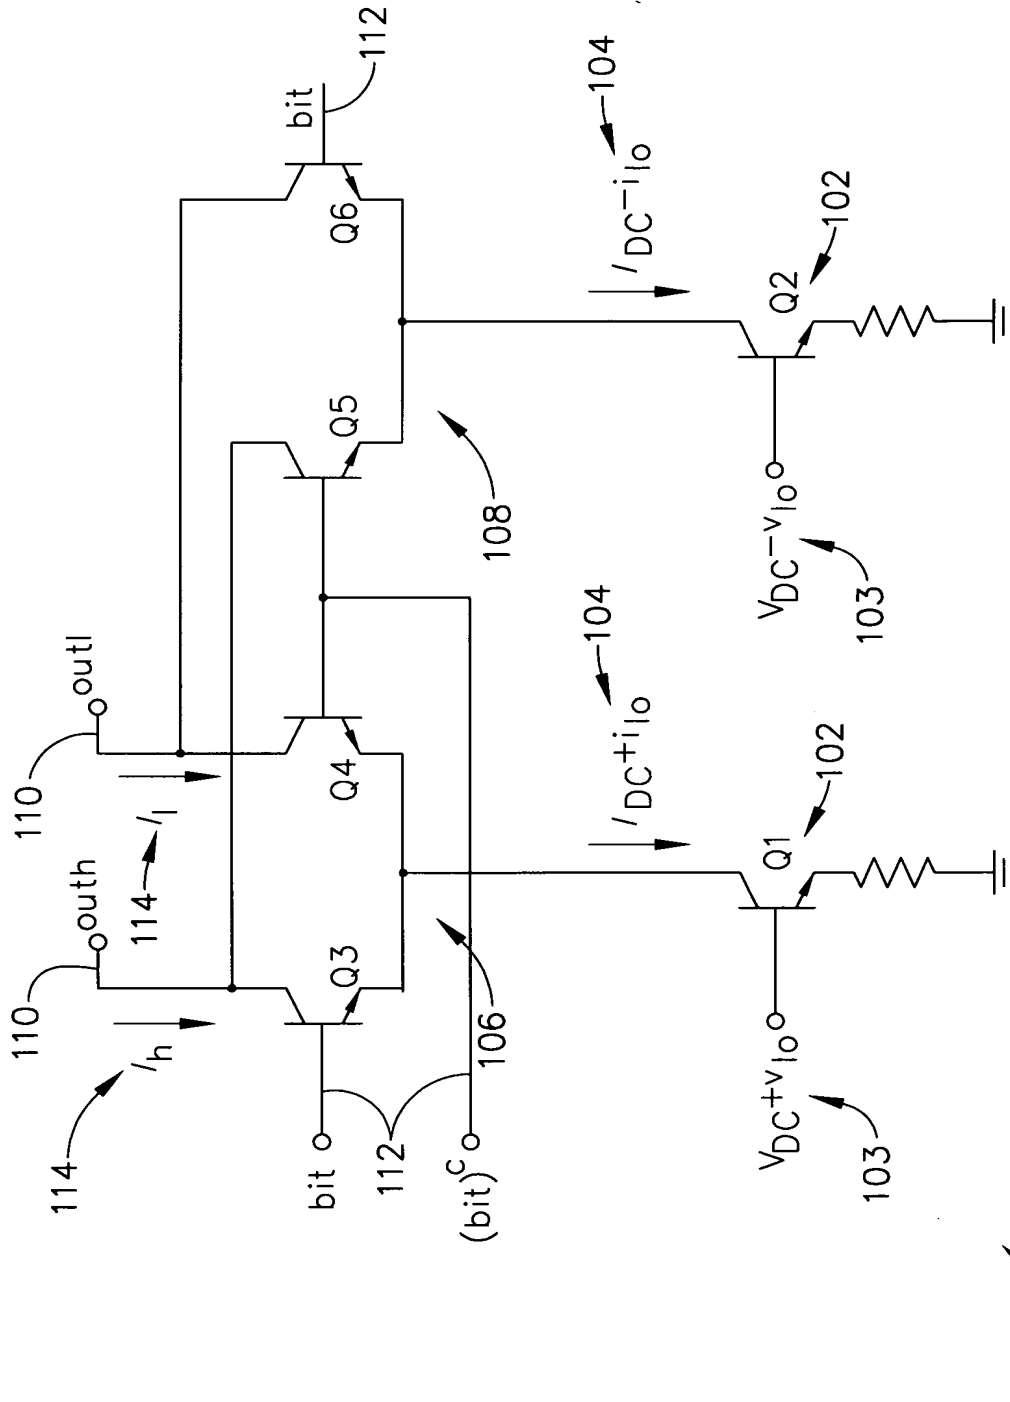 114
I_h
110
outh
114
I_l
110
outl
bit
112
(bit)^c
Q3
Q4
Q5
Q6
bit
112
106
108
I_DC+i_lo
104
I_DC-i_lo
104
V_DC+v_lo
103
Q1
102
V_DC-v_lo
103
Q2
102